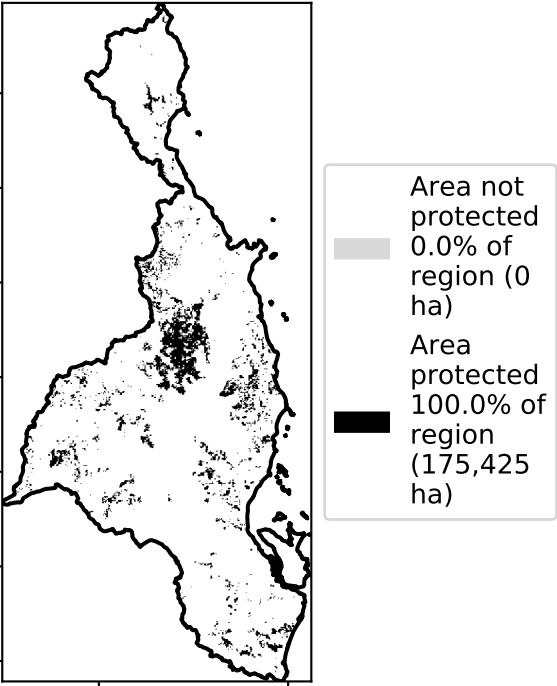 Area not
protected
0.0% of
region (0
ha)
Area
protected
100.0% of
region
(175,425
ha)